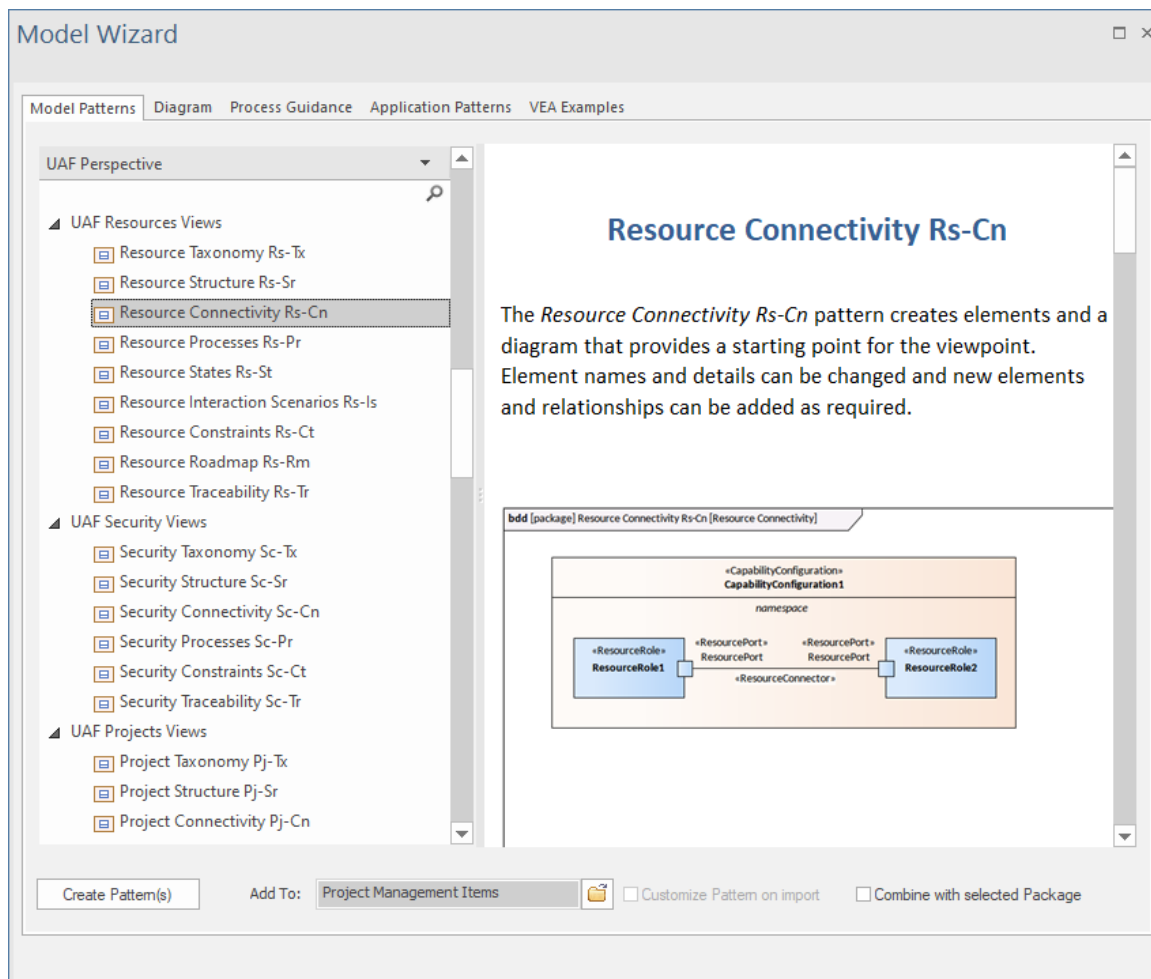 Model Wizard
Model Patterns Diagram Process Guidance Application Patterns VEA Examples
UAF Perspective
UAF Resources Views
Resource Taxonomy Rs-Tx
Resource Structure Rs-Sr
Resource Connectivity Rs-Cn
Resource Processes Rs-Pr
Resource States Rs-St
Resource Interaction Scenarios Rs-Is
Resource Constraints Rs-Ct
Resource Roadmap Rs-Rm
Resource Traceability Rs-Tr
UAF Security Views
Security Taxonomy Sc-Tx
Security Structure Sc-Sr
Security Connectivity Sc-Cn
Security Processes Sc-Pr
Security Constraints Sc-Ct
Security Traceability Sc-Tr
UAF Projects Views
Project Taxonomy Pj-Tx
Project Structure Pj-Sr
Project Connectivity Pj-Cn
Resource Connectivity Rs-Cn
The Resource Connectivity Rs-Cn pattern creates elements and a
diagram that provides a starting point for the viewpoint.
Element names and details can be changed and new elements
and relationships can be added as required.
bdd [package] Resource Connectivity Rs-Cn [Resource Connectivity]
«CapabilityConfiguration»
CapabilityConfiguration1
namespace
«ResourceRole»
ResourceRole1
«ResourcePort»
ResourcePort
«ResourcePort»
ResourcePort
«ResourceConnector»
«ResourceRole»
ResourceRole2
Create Pattern(s) Add To: Project Management Items Customize Pattern on import Combine with selected Package